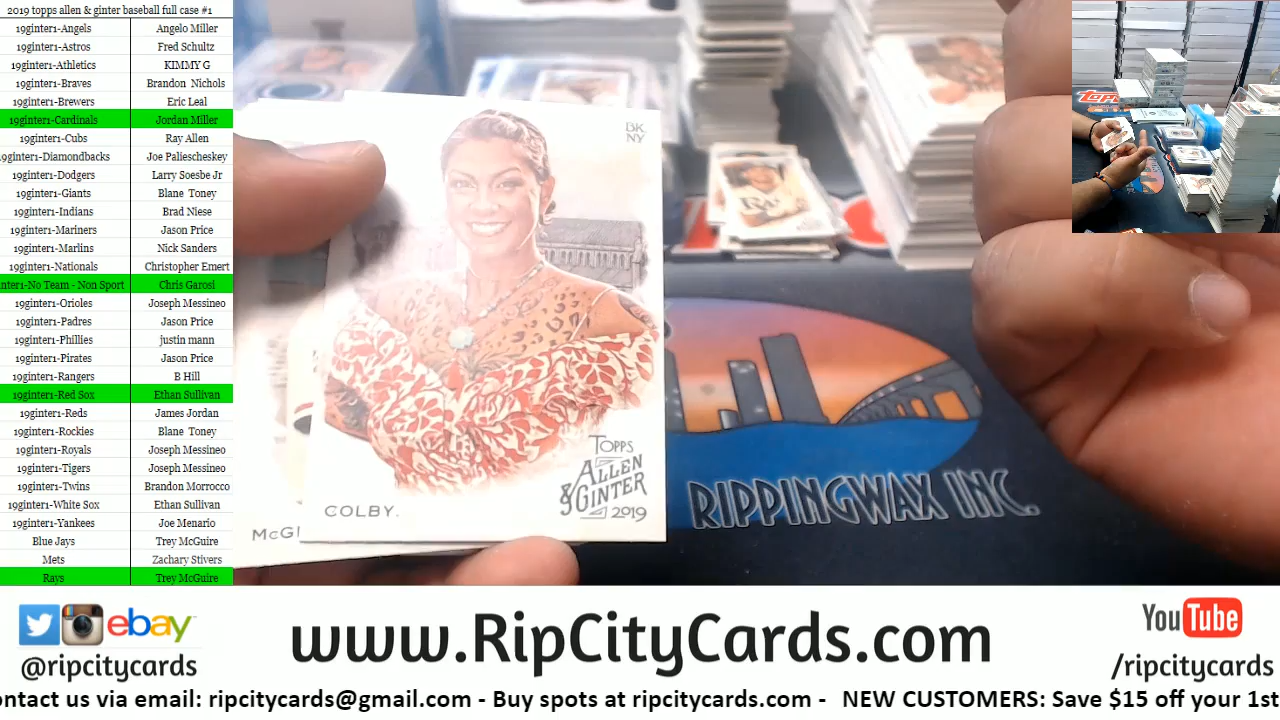 2019 topps allen & ginter baseball full case #1
19ginter1-Angels Angelo Miller
19ginter1-Astros Fred Schultz
19ginter1-Athletics KIMMY G
19ginter1-Braves Brandon Nichols
19ginter1-Brewers Eric Leal
19ginter1-Cardinals Jordan Miller
19ginter1-Cubs Ray Allen
9ginter1-Diamondbacks Joe Paliescheskey
19ginter1-Dodgers Larry Soesbe Jr
19ginter1-Giants Blane Toney
19ginter1-Indians Brad Niese
19ginter1-Mariners Jason Price
19ginter1-Marlins Nick Sanders
19ginter1-Nationals Christopher Emert
inter1-No Team - Non Sport Chris Garosi
19ginter1-Orioles Joseph Messineo
19ginter1-Padres Jason Price
19ginter1-Phillies justin mann
19ginter1-Pirates Jason Price
19ginter1-Rangers B Hill
19ginter1-Red Sox Ethan Sullivan
19ginter1-Reds James Jordan
19ginter1-Rockies Blane Toney
19ginter1-Royals Joseph Messineo
19ginter1-Tigers Joseph Messineo
19ginter1-Twins Brandon Morrocco
19ginter1-White Sox Ethan Sullivan
19ginter1-Yankees Joe Menario
Blue Jays Trey McGuire
Mets Zachary Stivers
Rays Trey McGuire
BK
NY
TOPPS
ALLEN
& GINTER
2019
COLBY.
McGI
RIPPINGWAX INC.
ebay
@ripcitycards
www.RipCityCards.com
YouTube
/ripcitycards
ontact us via email: ripcitycards@gmail.com - Buy spots at ripcitycards.com - NEW CUSTOMERS: Save $15 off your 1st